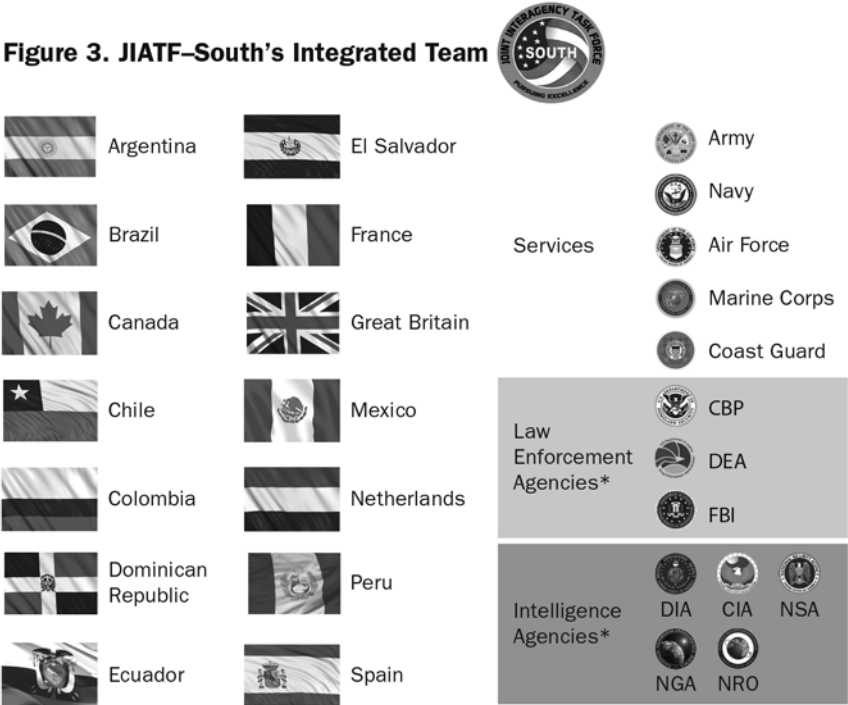 Figure 3. JIATF–South's Integrated Team
JOINT INTERAGENCY TASK FORCE
SOUTH
PURSUING EXCELLENCE
Argentina
Brazil
Canada
Chile
Colombia
Dominican
Republic
Ecuador
El Salvador
France
Great Britain
Mexico
Netherlands
Peru
Spain
Services
Army
Navy
Air Force
Marine Corps
Coast Guard
Law
Enforcement
Agencies*
CBP
DEA
FBI
Intelligence
Agencies*
DIA CIA NSA
NGA NRO